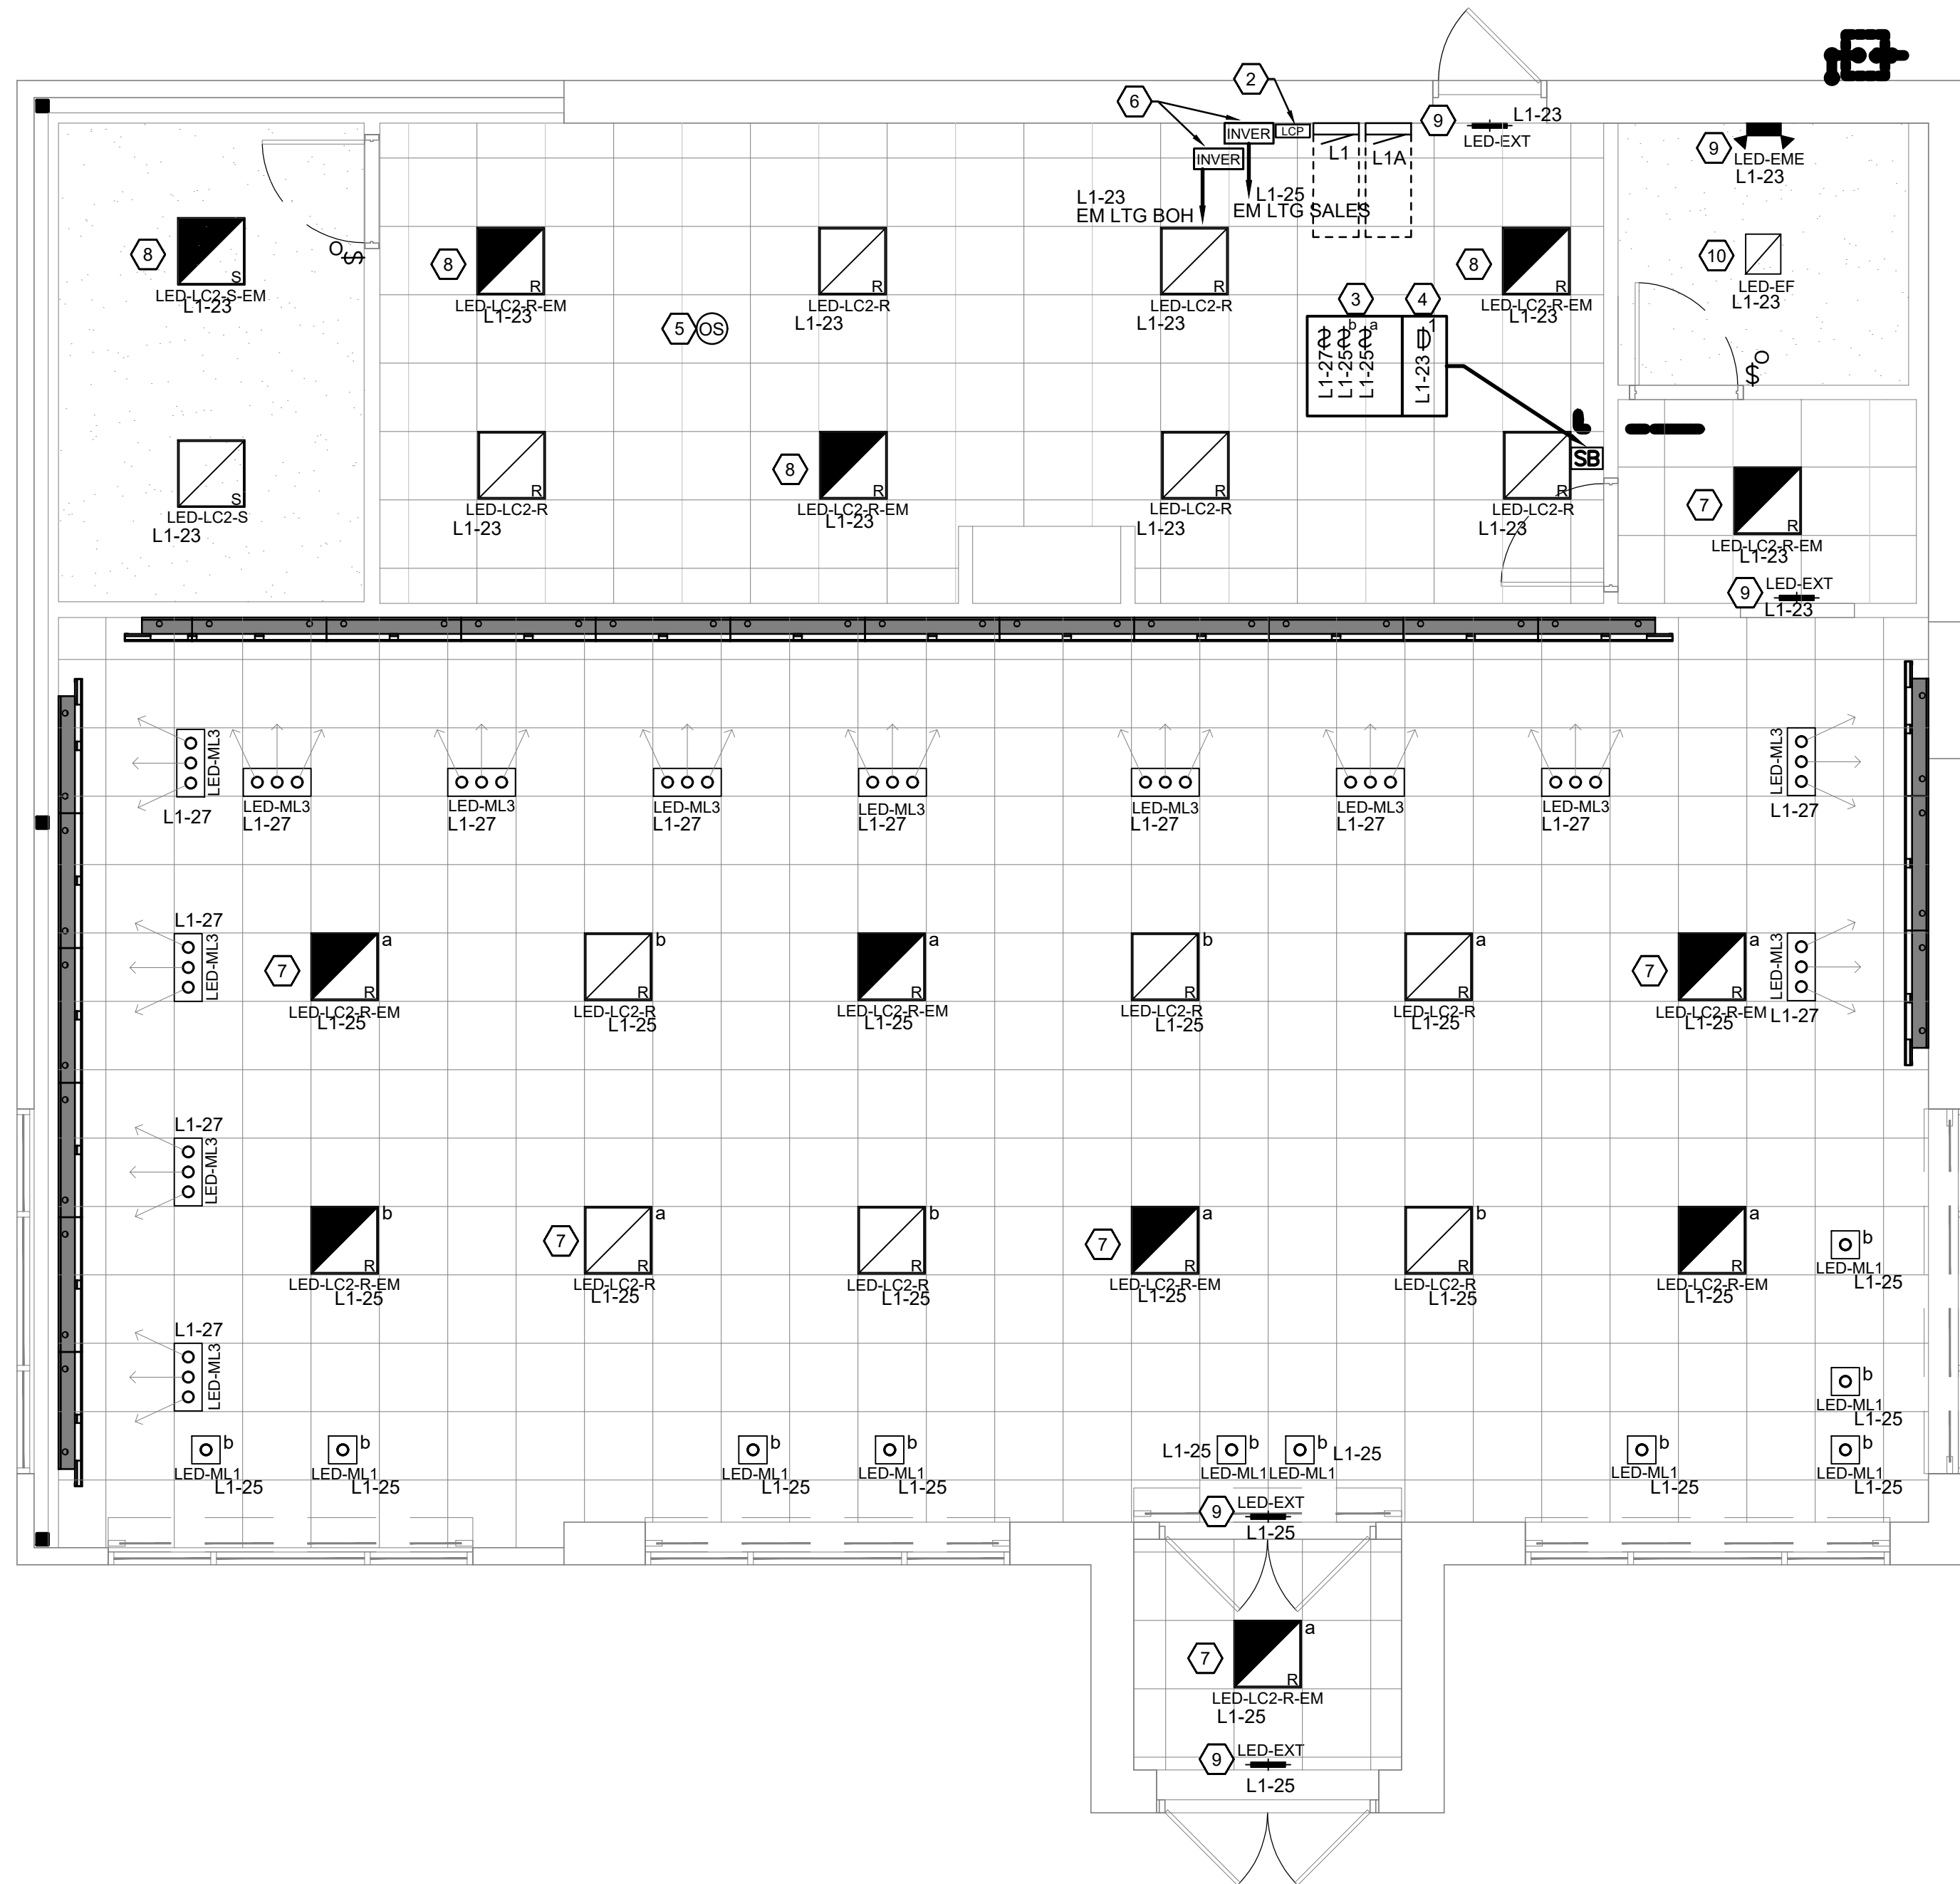 2
6
9
L1-23
INVER
LCP
LED-EXT
L1
L1A
INVER
9
LED-EME
L1-23
L1-23
EM LTG BOH
L1-25
EM LTG SALES
8
S
LED-LC2-S-EM
L1-23
O
$
8
R
LED-LC2-R-EM
L1-23
R
LED-LC2-R
L1-23
R
LED-LC2-R
L1-23
8
R
LED-LC2-R-EM
L1-23
10
LED-EF
L1-23
5
OS
3
4
L1-27
L1-25
b
L1-25
a
L1-23
D
1
O
$
S
LED-LC2-S
L1-23
R
LED-LC2-R
L1-23
8
R
LED-LC2-R-EM
L1-23
R
LED-LC2-R
L1-23
R
LED-LC2-R
L1-23
SB
7
R
LED-LC2-R-EM
L1-23
9
LED-EXT
L1-23
LED-ML3
L1-27
LED-ML3
L1-27
LED-ML3
L1-27
LED-ML3
L1-27
LED-ML3
L1-27
LED-ML3
L1-27
LED-ML3
L1-27
LED-ML3
L1-27
LED-ML3
L1-27
L1-27
LED-ML3
7
a
R
LED-LC2-R-EM
L1-25
b
R
LED-LC2-R
L1-25
a
R
LED-LC2-R-EM
L1-25
b
R
LED-LC2-R
L1-25
a
R
LED-LC2-R
L1-25
7
a
R
LED-LC2-R-EM
L1-25
LED-ML3
L1-27
L1-27
LED-ML3
b
R
LED-LC2-R-EM
L1-25
7
a
R
LED-LC2-R
L1-25
b
R
LED-LC2-R
L1-25
7
a
R
LED-LC2-R-EM
L1-25
b
R
LED-LC2-R
L1-25
a
R
LED-LC2-R-EM
L1-25
b
LED-ML1
L1-25
L1-27
LED-ML3
b
LED-ML1
L1-25
b
LED-ML1
L1-25
b
LED-ML1
L1-25
b
LED-ML1
L1-25
b
LED-ML1
L1-25
L1-25
b
LED-ML1
b
LED-ML1
L1-25
b
LED-ML1
L1-25
b
LED-ML1
L1-25
9
LED-EXT
L1-25
7
a
R
LED-LC2-R-EM
L1-25
9
LED-EXT
L1-25